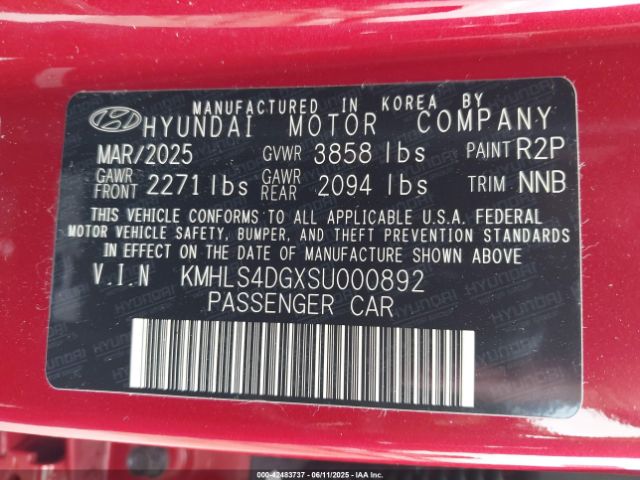 MANUFACTURED IN KOREA BY
HYUNDAI MOTOR COMPANY
MAR/2025 GVWR 3858 lbs PAINT R2P
GAWR FRONT 2271 lbs GAWR REAR 2094 lbs TRIM NNB
THIS VEHICLE CONFORMS TO ALL APPLICABLE U.S.A. FEDERAL
MOTOR VEHICLE SAFETY, BUMPER, AND THEFT PREVENTION STANDARDS
IN EFFECT ON THE DATE OF MANUFACTURE SHOWN ABOVE.
V.I.N KMHLS4DGXSU000892
PASSENGER CAR
© IAA 000-42483737 - 06/11/2025 - IAAI.COM